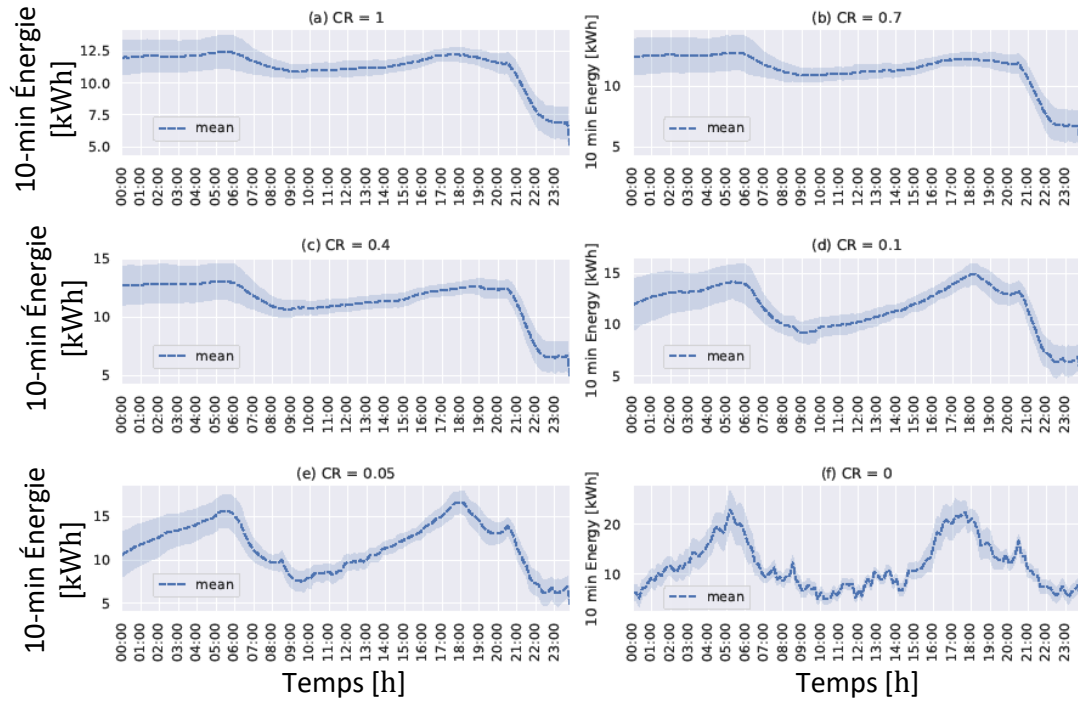 (a) CR = 1
10-min Énergie
[kWh]
12.5
10.0
7.5
5.0
mean
00:00 01:00 02:00 03:00 04:00 05:00 06:00 07:00 08:00 09:00 10:00 11:00 12:00 13:00 14:00 15:00 16:00 17:00 18:00 19:00 20:00 21:00 22:00 23:00
(b) CR = 0.7
10 min Energy [kWh]
10
5
mean
00:00 01:00 02:00 03:00 04:00 05:00 06:00 07:00 08:00 09:00 10:00 11:00 12:00 13:00 14:00 15:00 16:00 17:00 18:00 19:00 20:00 21:00 22:00 23:00
(c) CR = 0.4
10-min Énergie
[kWh]
15
10
5
mean
00:00 01:00 02:00 03:00 04:00 05:00 06:00 07:00 08:00 09:00 10:00 11:00 12:00 13:00 14:00 15:00 16:00 17:00 18:00 19:00 20:00 21:00 22:00 23:00
(d) CR = 0.1
10 min Energy [kWh]
15
10
5
mean
00:00 01:00 02:00 03:00 04:00 05:00 06:00 07:00 08:00 09:00 10:00 11:00 12:00 13:00 14:00 15:00 16:00 17:00 18:00 19:00 20:00 21:00 22:00 23:00
(e) CR = 0.05
10-min Énergie
[kWh]
15
10
5
mean
00:00 01:00 02:00 03:00 04:00 05:00 06:00 07:00 08:00 09:00 10:00 11:00 12:00 13:00 14:00 15:00 16:00 17:00 18:00 19:00 20:00 21:00 22:00 23:00
Temps [h]
(f) CR = 0
10 min Energy [kWh]
20
10
mean
00:00 01:00 02:00 03:00 04:00 05:00 06:00 07:00 08:00 09:00 10:00 11:00 12:00 13:00 14:00 15:00 16:00 17:00 18:00 19:00 20:00 21:00 22:00 23:00
Temps [h]